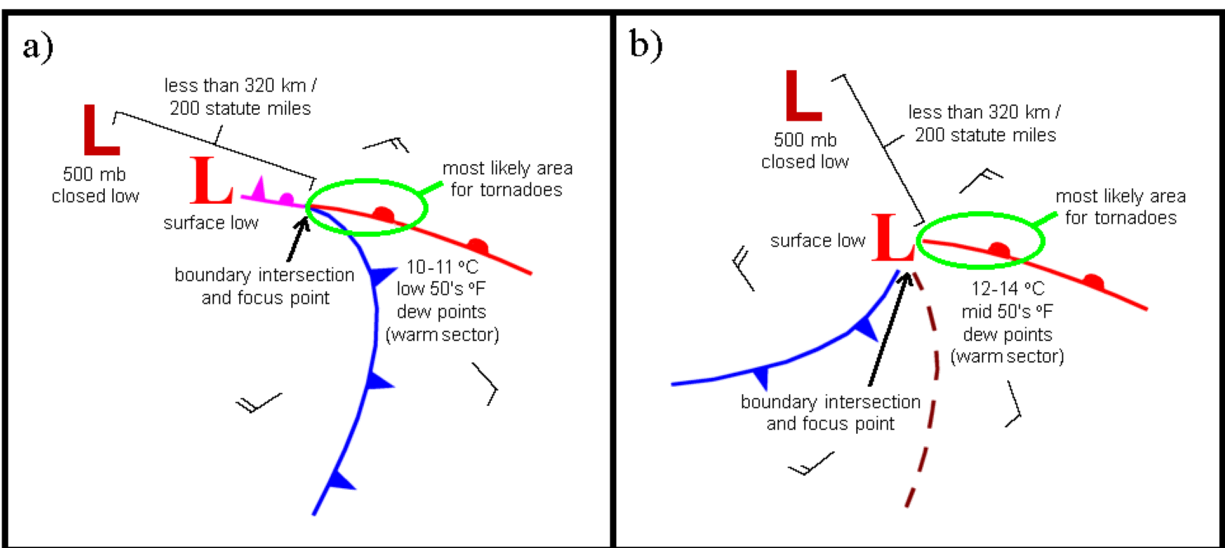 a)
less than 320 km /
200 statute miles
L
500 mb
closed low
L
surface low
most likely area
for tornadoes
boundary intersection
and focus point
10-11 ºC
low 50's ºF
dew points
(warm sector)
b)
L
500 mb
closed low
less than 320 km /
200 statute miles
most likely area
for tornadoes
surface low
L
12-14 ºC
mid 50's ºF
dew points
(warm sector)
boundary intersection
and focus point